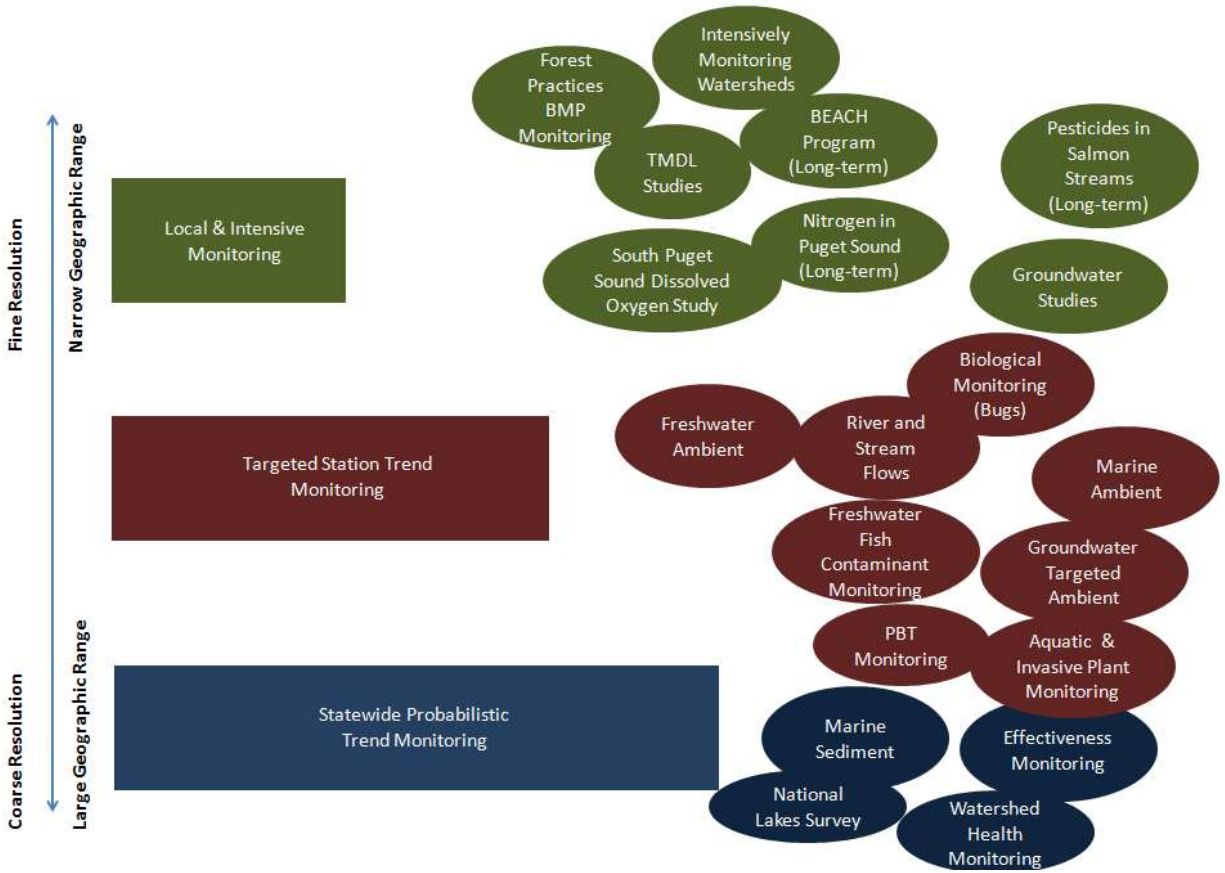 Intensively
Monitoring
Watersheds
Forest
Practices
BMP
Monitoring
BEACH
Program
(Long-term)
Pesticides in
Salmon
Streams
(Long-term)
TMDL
Studies
Fine Resolution
Narrow Geographic Range
Local & Intensive
Monitoring
Nitrogen in
Puget Sound
(Long-term)
South Puget
Sound Dissolved
Oxygen Study
Groundwater
Studies
Biological
Monitoring
(Bugs)
Freshwater
Ambient
River and
Stream
Flows
Targeted Station Trend
Monitoring
Marine
Ambient
Freshwater
Fish
Contaminant
Monitoring
Groundwater
Targeted
Ambient
PBT
Monitoring
Aquatic &
Invasive Plant
Monitoring
Coarse Resolution
Large Geographic Range
Statewide Probabilistic
Trend Monitoring
Marine
Sediment
Effectiveness
Monitoring
National
Lakes Survey
Watershed
Health
Monitoring